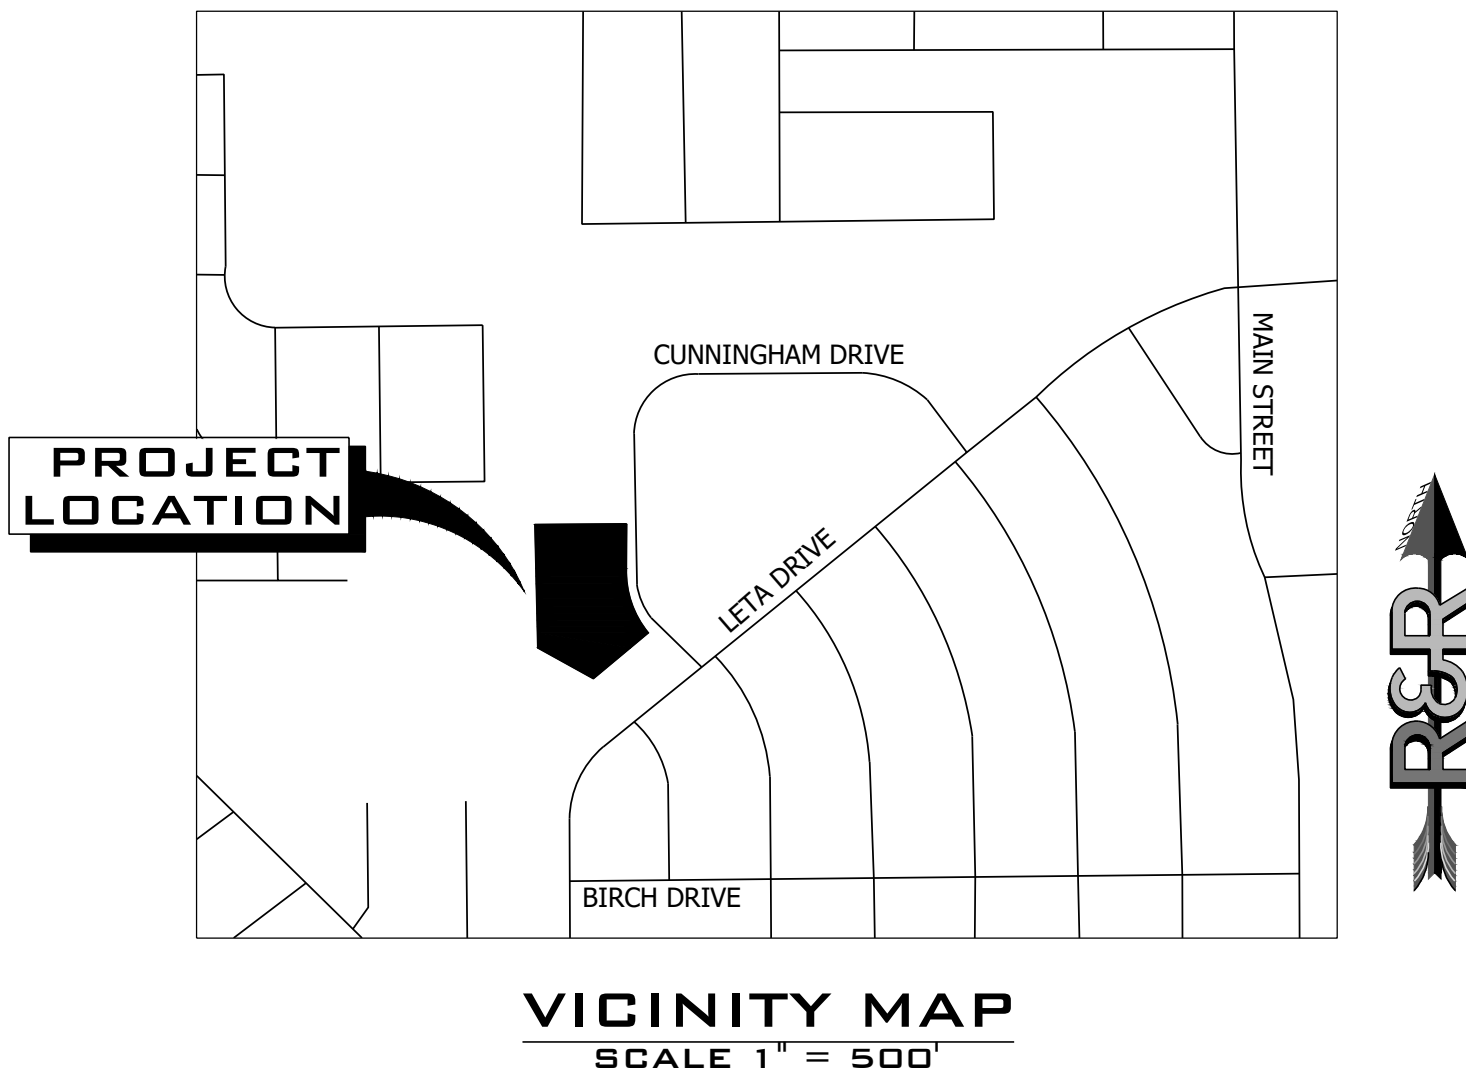 CUNNINGHAM DRIVE
MAIN STREET
PROJECT
LOCATION
LETA DRIVE
NORTH
R&R
BIRCH DRIVE
VICINITY MAP
SCALE 1" = 500'